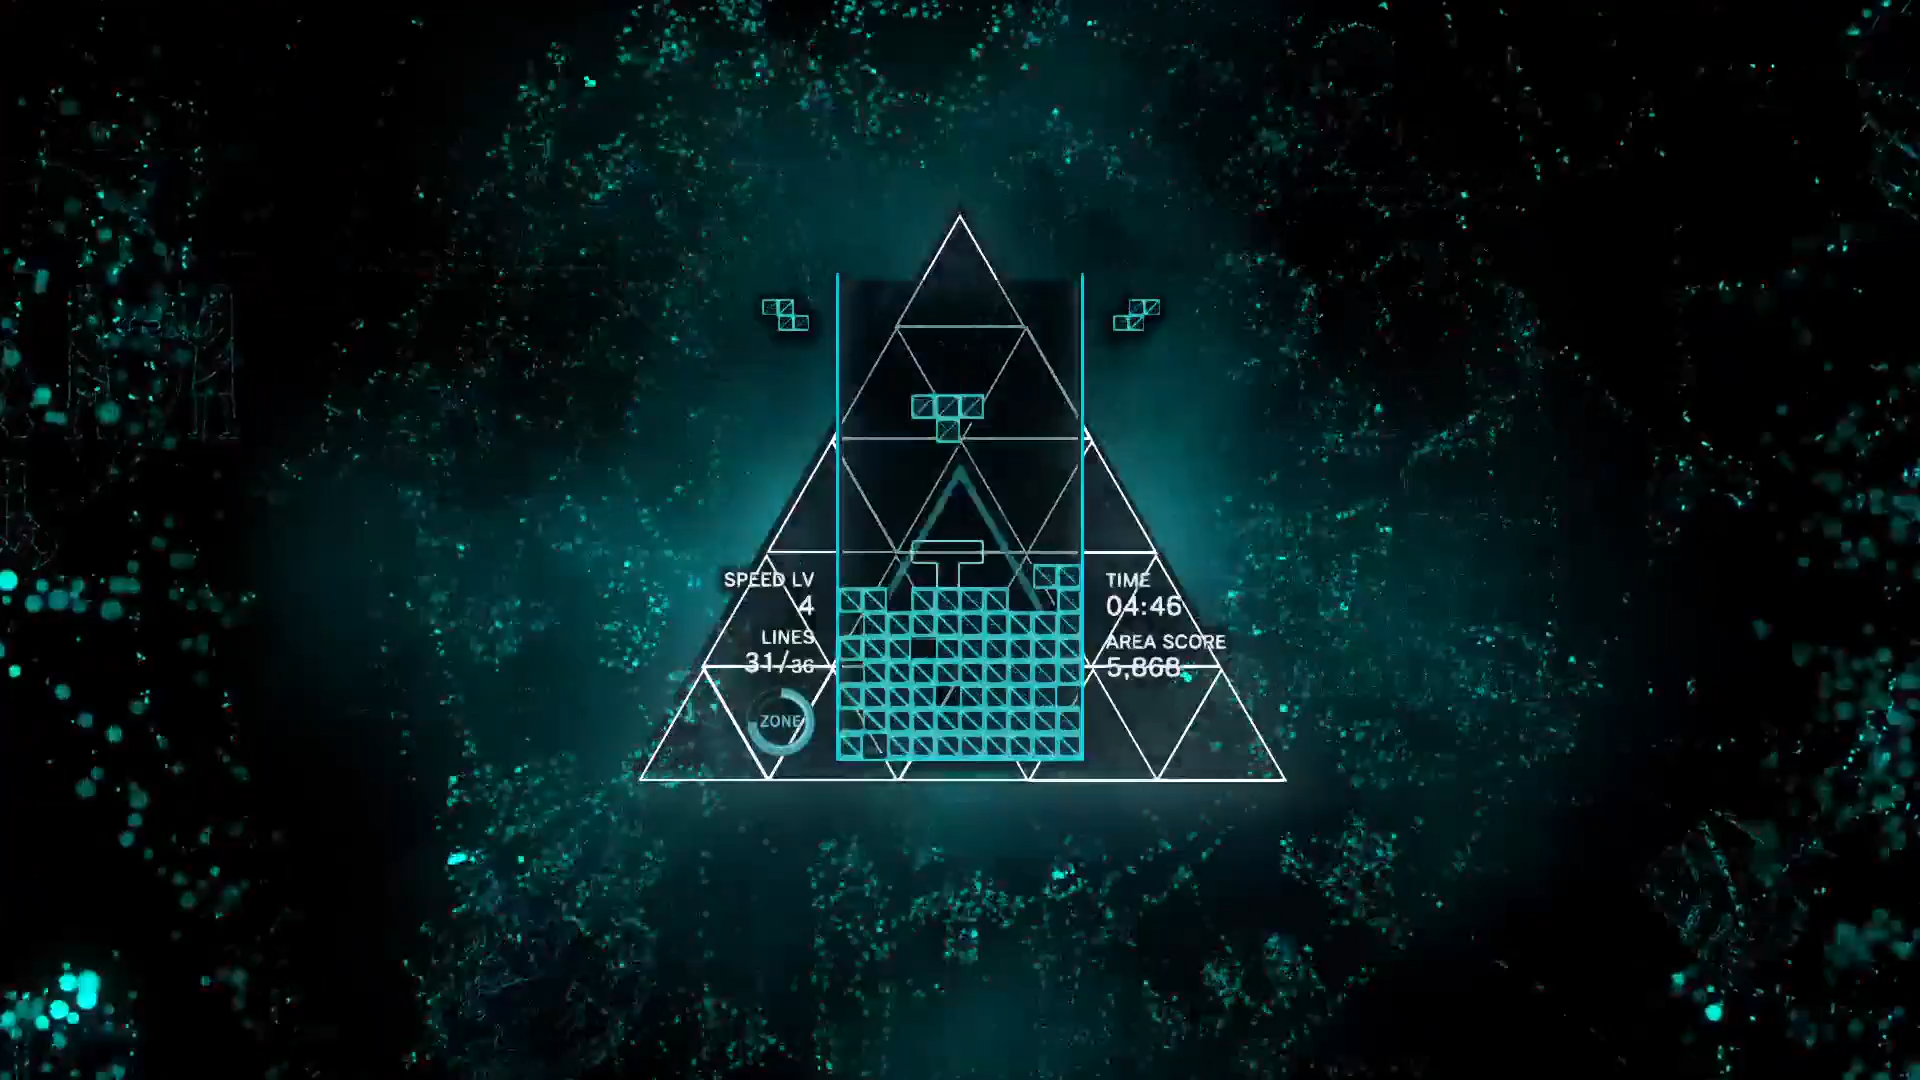 SPEED LV
4
LINES
31/36
ZONE
TIME
04:46
AREA SCORE
5,868